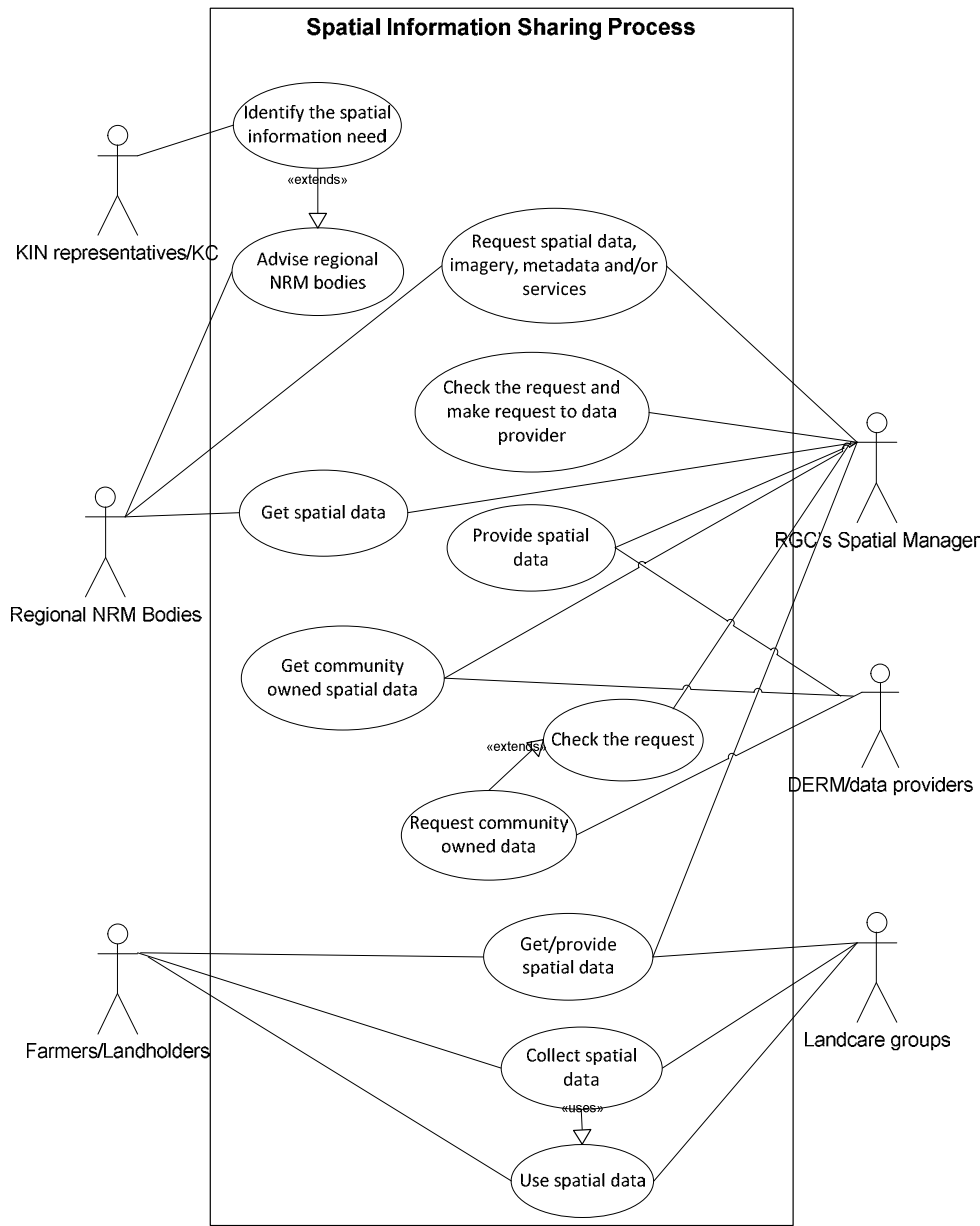 Spatial Information Sharing Process
Identify the spatial
information need
«extends»
KIN representatives/KC
Advise regional
NRM bodies
Request spatial data,
imagery, metadata and/or
services
Check the request and
make request to data
provider
Get spatial data
Provide spatial
data
RGC's Spatial Manager
Regional NRM Bodies
Get community
owned spatial data
Check the request
«extends»
DERM/data providers
Request community
owned data
Get/provide
spatial data
Farmers/Landholders
Landcare groups
Collect spatial
data
«uses»
Use spatial data